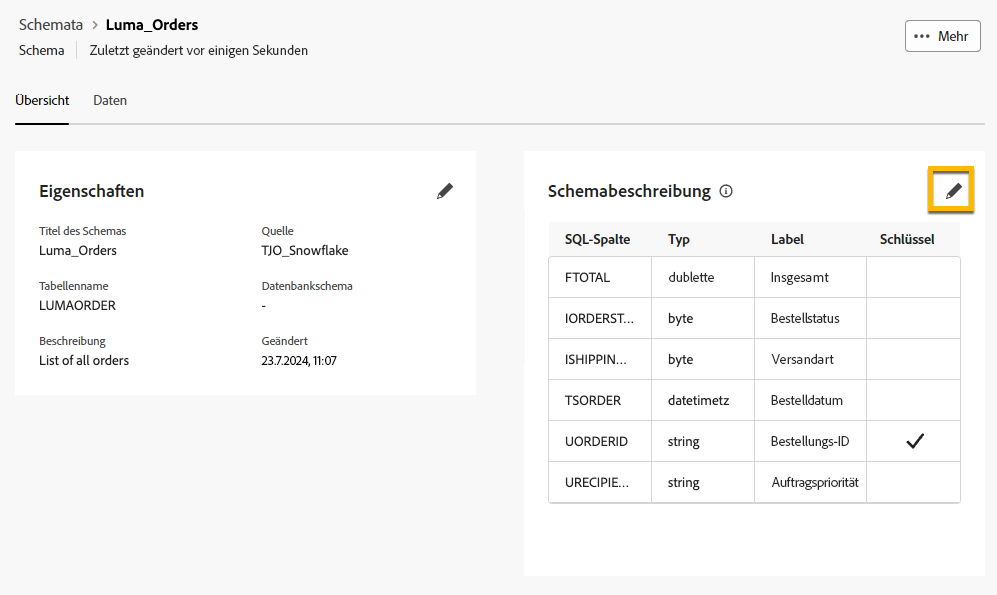 Schemata > Luma_Orders
Schema Zuletzt geändert vor einigen Sekunden
••• Mehr
Übersicht Daten
Eigenschaften
Titel des Schemas Quelle
Luma_Orders TJO_Snowflake
Tabellenname Datenbankschema
LUMAORDER -
Beschreibung Geändert
List of all orders 23.7.2024, 11:07
Schemabeschreibung
SQL-Spalte Typ Label Schlüssel
FTOTAL dublette Insgesamt
IORDERST... byte Bestellstatus
ISHIPPIN... byte Versandart
TSORDER datetimetz Bestelldatum
UORDERID string Bestellungs-ID ✓
URECIPIE... string Auftragspriorität